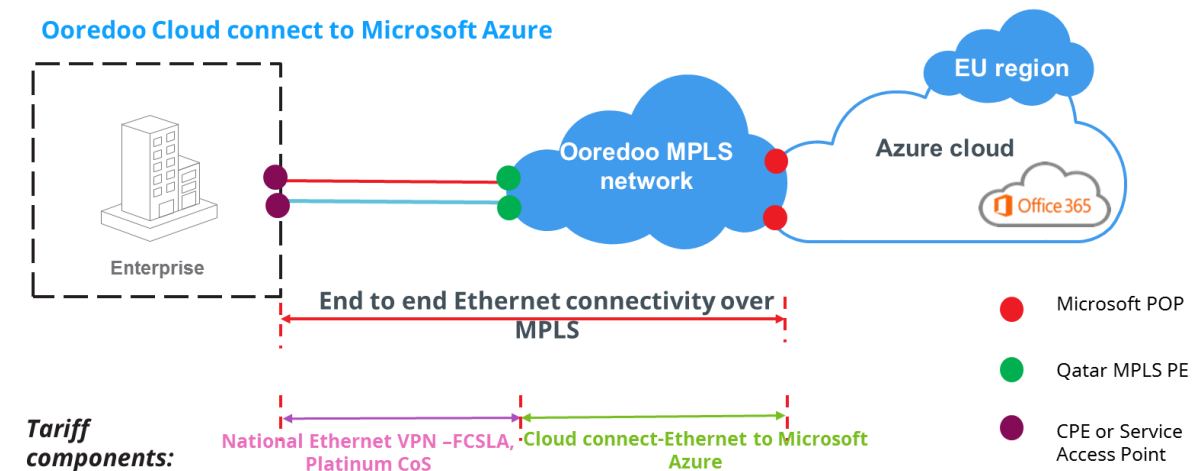 Ooredoo Cloud connect to Microsoft Azure
EU region
Ooredoo MPLS
network
Azure cloud
Office 365
Enterprise
End to end Ethernet connectivity over
MPLS
Microsoft POP
Qatar MPLS PE
CPE or Service
Access Point
Tariff
components:
National Ethernet VPN –FCSLA,
Platinum CoS
Cloud connect-Ethernet to Microsoft
Azure